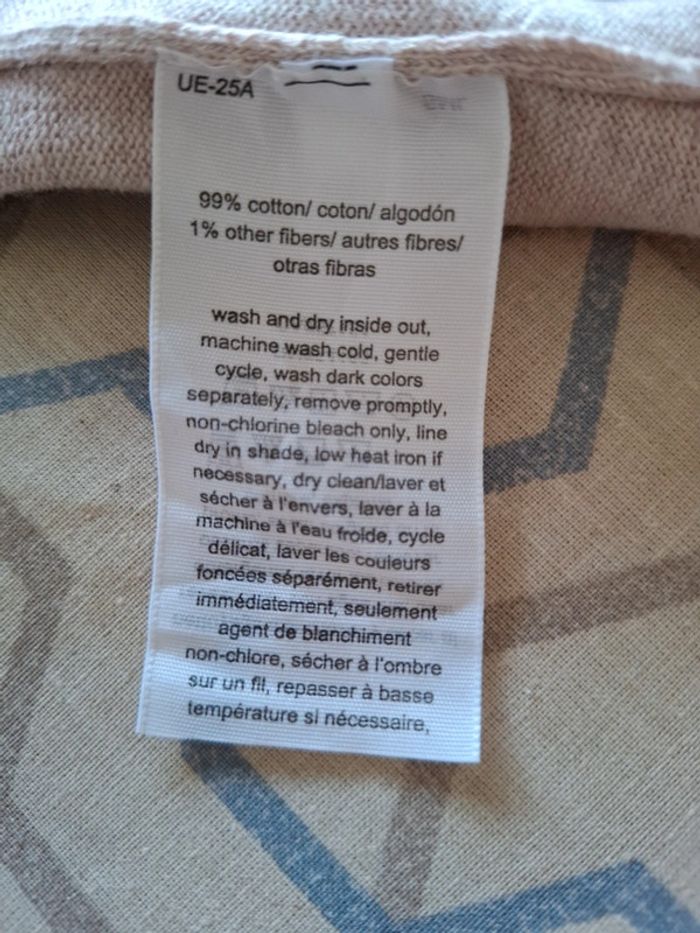 UE-25A
99% cotton/ coton/ algodón
1% other fibers/ autres fibres/
otras fibras
wash and dry inside out,
machine wash cold, gentle
cycle, wash dark colors
separately, remove promptly,
non-chlorine bleach only, line
dry in shade, low heat iron if
necessary, dry clean/laver et
sécher à l'envers, laver à la
machine à l'eau froide, cycle
délicat, laver les couleurs
foncées séparément, retirer
immédiatement, seulement
agent de blanchiment
non-chlore, sécher à l'ombre
sur un fil, repasser à basse
température si nécessaire,